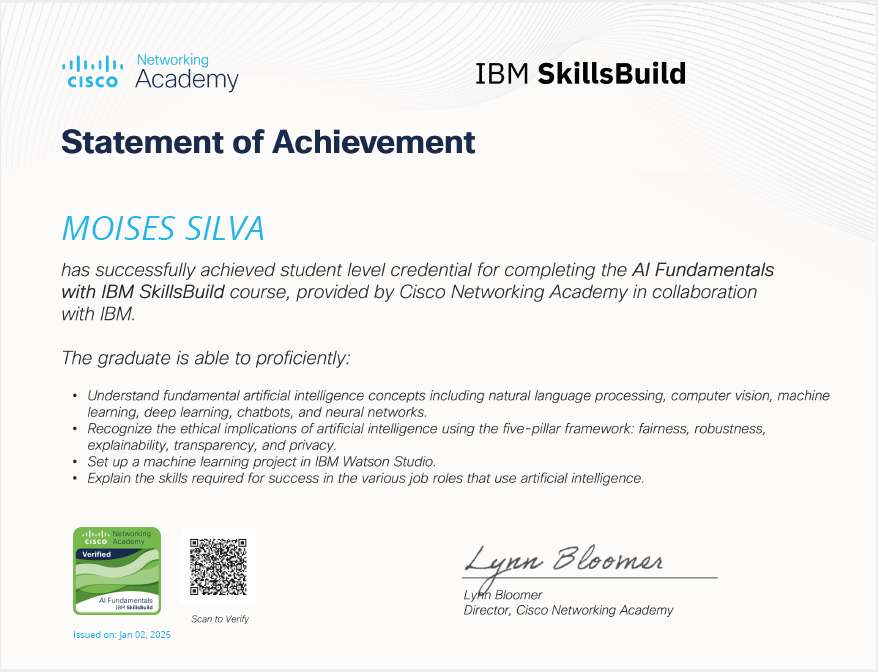 CISCO Networking
Academy
IBM SkillsBuild
Statement of Achievement
MOISES SILVA
has successfully achieved student level credential for completing the AI Fundamentals
with IBM SkillsBuild course, provided by Cisco Networking Academy in collaboration
with IBM.
The graduate is able to proficiently:
• Understand fundamental artificial intelligence concepts including natural language processing, computer vision, machine
learning, deep learning, chatbots, and neural networks.
• Recognize the ethical implications of artificial intelligence using the five-pillar framework: fairness, robustness,
explainability, transparency, and privacy.
• Set up a machine learning project in IBM Watson Studio.
• Explain the skills required for success in the various job roles that use artificial intelligence.
CISCO Networking
Academy
Verified
AI Fundamentals
IBM SkillsBuild
Scan to Verify
Issued on: Jan 02, 2025
Lynn Bloomer
Lynn Bloomer
Director, Cisco Networking Academy